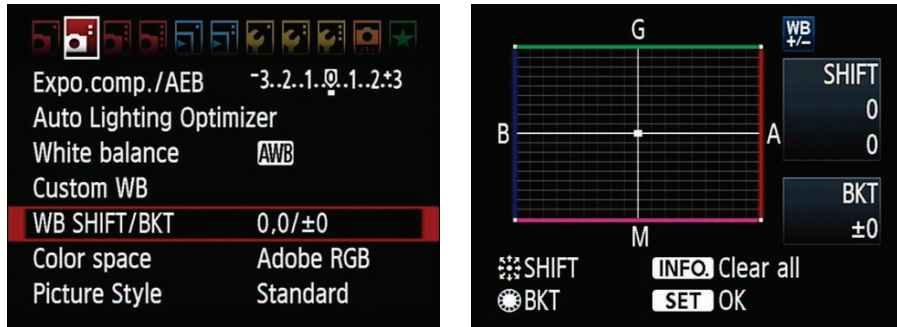 Expo.comp./AEB -3..2..1..0..1..2.:+3
Auto Lighting Optimizer
White balance AWB
Custom WB
WB SHIFT/BKT 0,0/±0
Color space Adobe RGB
Picture Style Standard
G
WB
+/-
B
A
M
SHIFT
0
0
BKT
±0
SHIFT INFO. Clear all
BKT SET OK